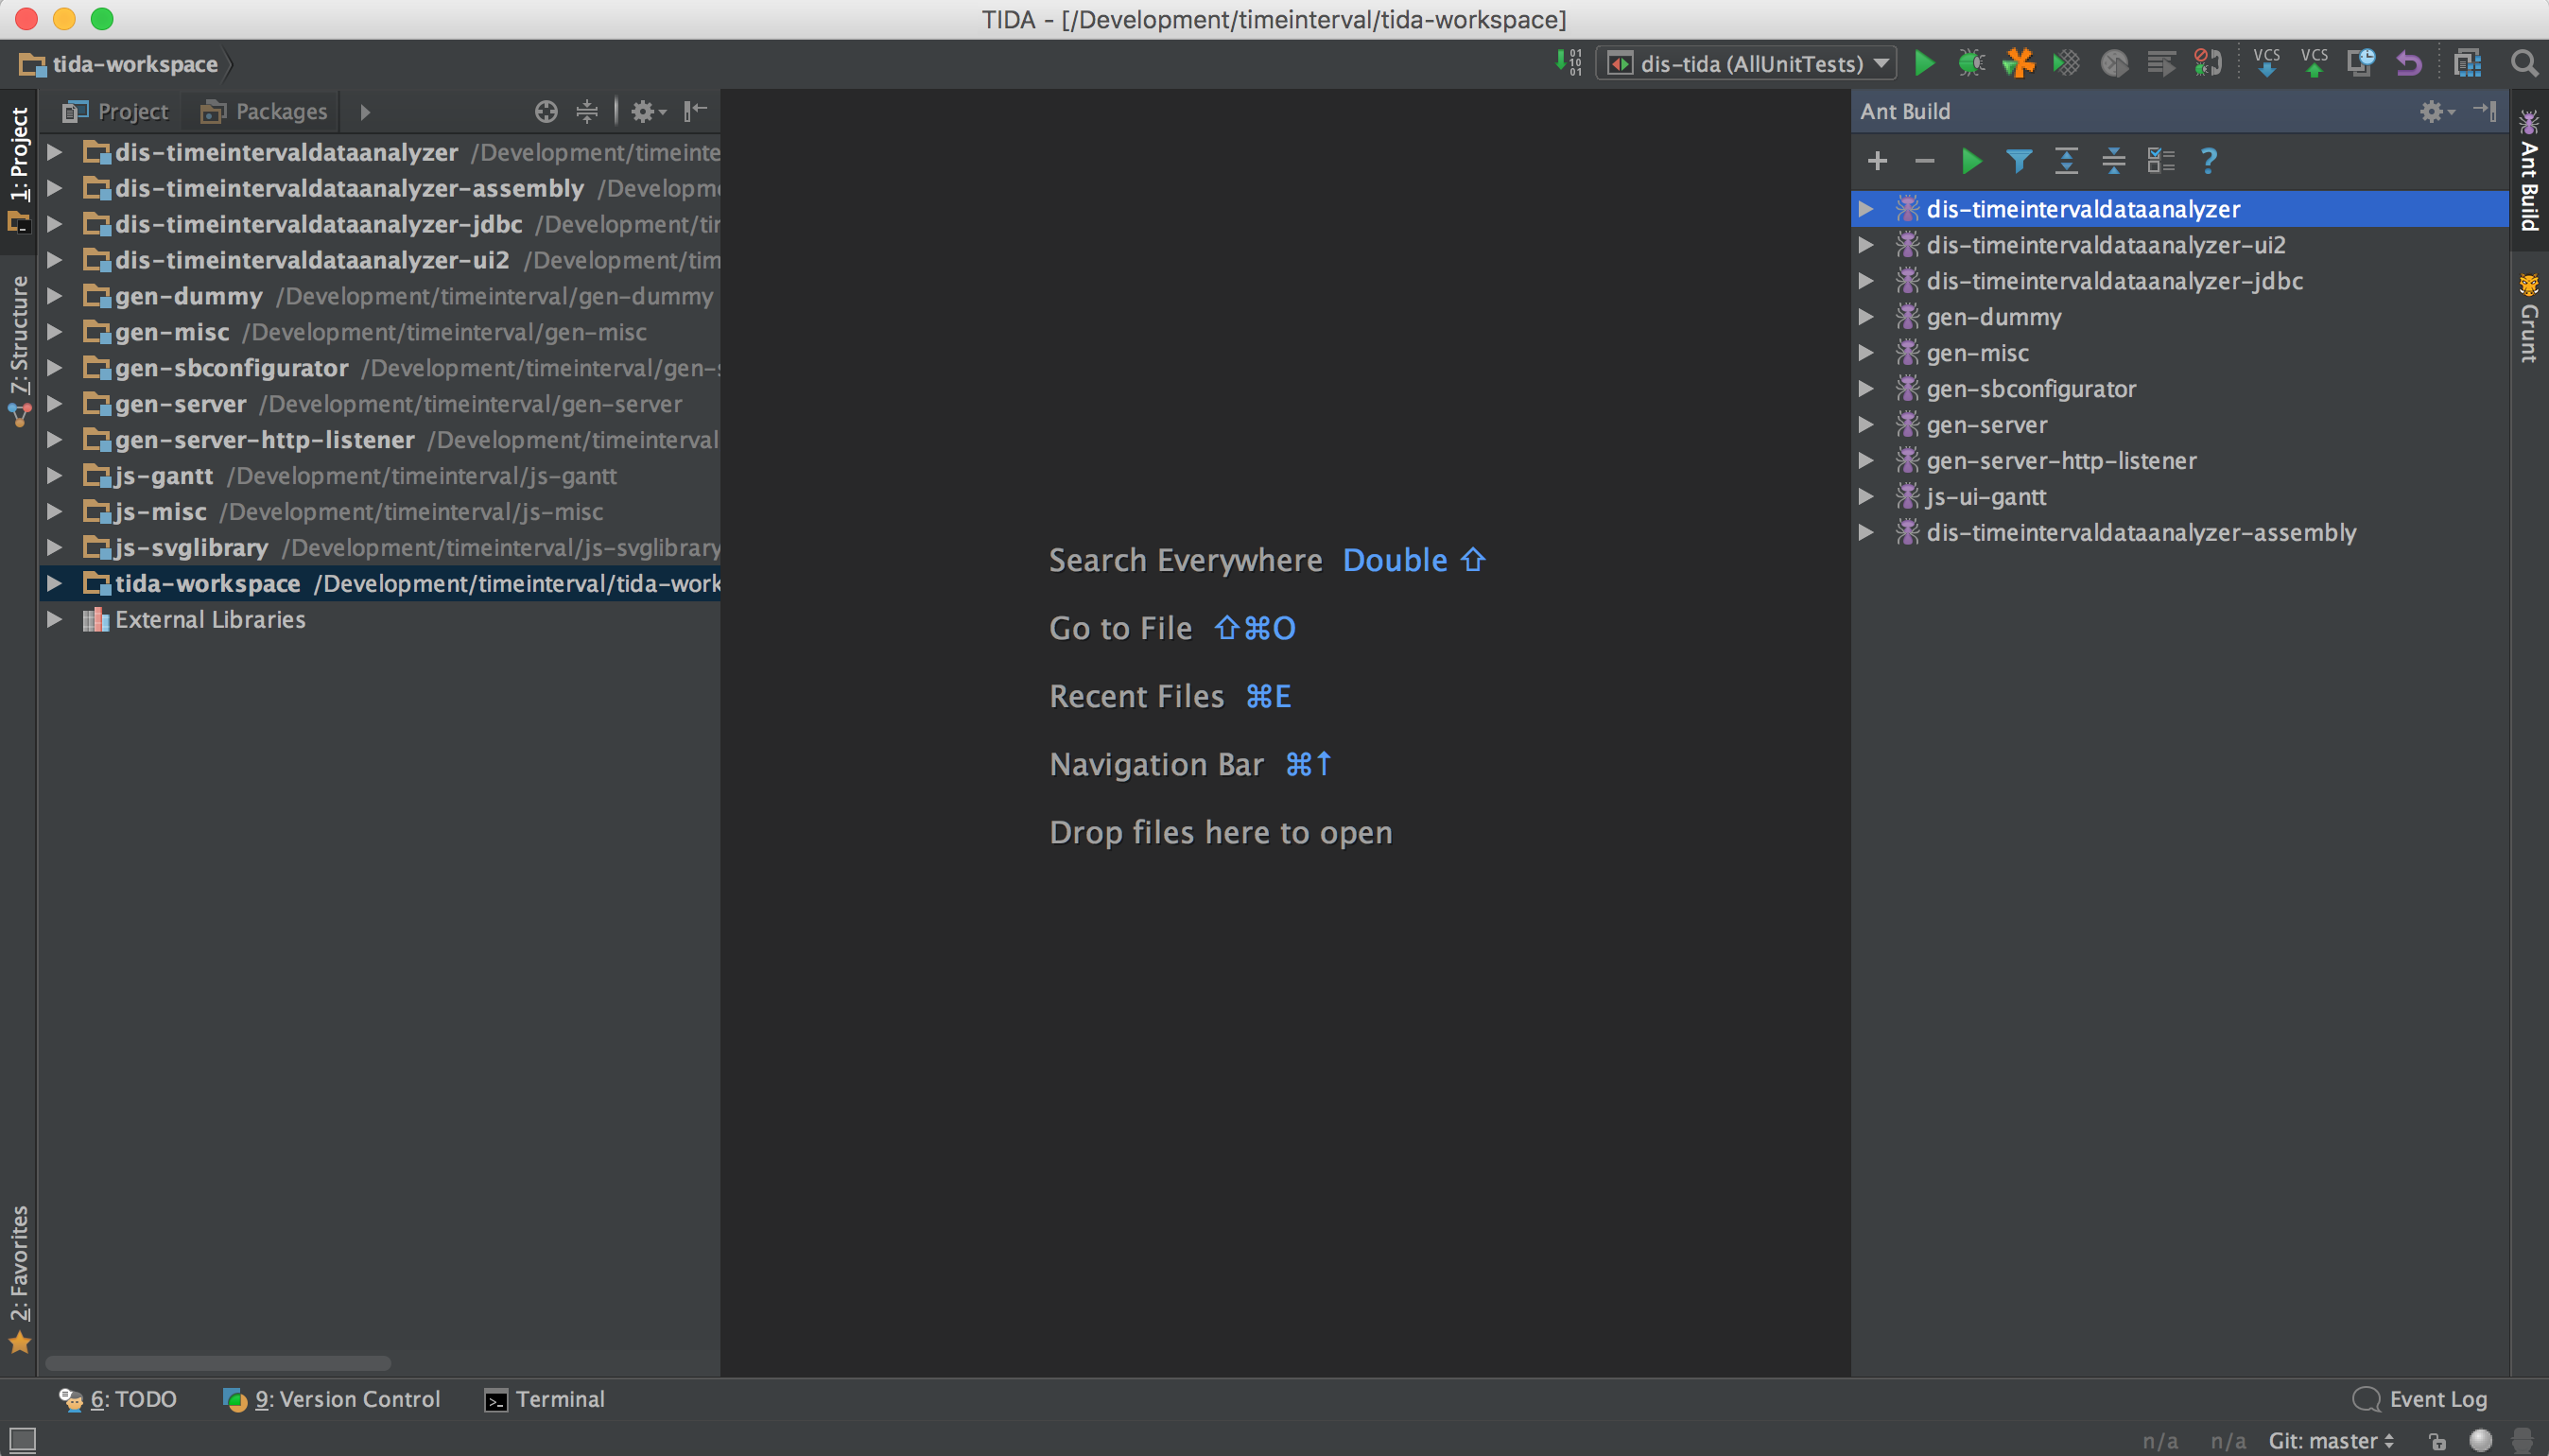 TIDA - [/Development/timeinterval/tida-workspace]
tida-workspace
01
10
01
dis-tida (AllUnitTests)
VCS
VCS
1: Project
7: Structure
2: Favorites
Project
Packages
dis-timeintervaldataanalyzer /Development/timeinte
dis-timeintervaldataanalyzer-assembly /Developme
dis-timeintervaldataanalyzer-jdbc /Development/tir
dis-timeintervaldataanalyzer-ui2 /Development/tim
gen-dummy /Development/timeinterval/gen-dummy
gen-misc /Development/timeinterval/gen-misc
gen-sbconfigurator /Development/timeinterval/gen-s
gen-server /Development/timeinterval/gen-server
gen-server-http-listener /Development/timeinterval
js-gantt /Development/timeinterval/js-gantt
js-misc /Development/timeinterval/js-misc
js-svglibrary /Development/timeinterval/js-svglibrary
tida-workspace /Development/timeinterval/tida-work
External Libraries
Search Everywhere Double ⇧
Go to File ⇧⌘O
Recent Files ⌘E
Navigation Bar ⌘↑
Drop files here to open
Ant Build
dis-timeintervaldataanalyzer
dis-timeintervaldataanalyzer-ui2
dis-timeintervaldataanalyzer-jdbc
gen-dummy
gen-misc
gen-sbconfigurator
gen-server
gen-server-http-listener
js-ui-gantt
dis-timeintervaldataanalyzer-assembly
Ant Build
Grunt
6: TODO
9: Version Control
Terminal
Event Log
n/a
n/a
Git: master